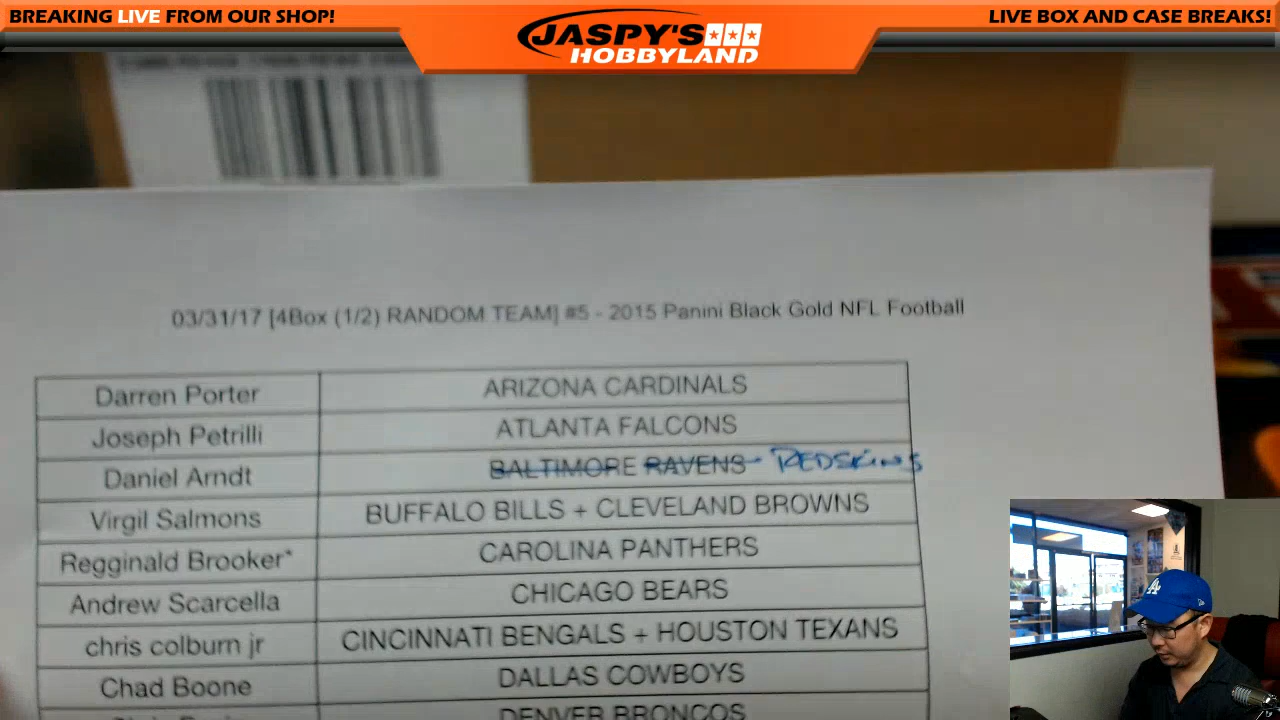 BREAKING LIVE FROM OUR SHOP!
JASPY'S
HOBBYLAND
LIVE BOX AND CASE BREAKS!
03/31/17 [4Box (1/2) RANDOM TEAM] #5 - 2015 Panini Black Gold NFL Football
Darren Porter ARIZONA CARDINALS
Joseph Petrilli ATLANTA FALCONS
Daniel Arndt BALTIMORE RAVENS - REDSKINS
Virgil Salmons BUFFALO BILLS + CLEVELAND BROWNS
Regginald Brooker* CAROLINA PANTHERS
Andrew Scarcella CHICAGO BEARS
chris colburn jr CINCINNATI BENGALS + HOUSTON TEXANS
Chad Boone DALLAS COWBOYS
DENVER BRONCOS